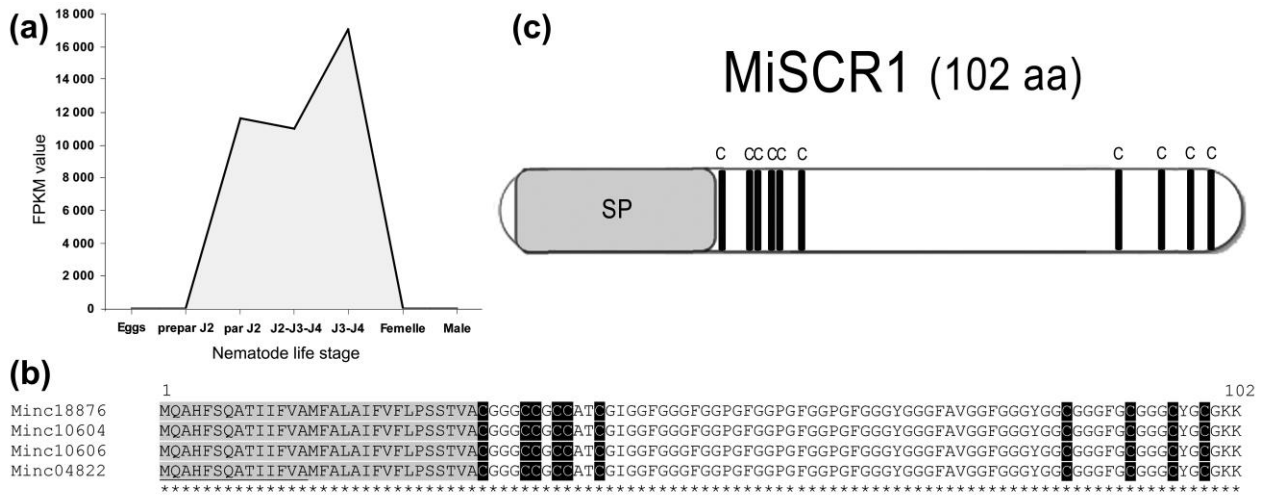 (a)
18 000
16 000
14 000
12 000
10 000
8 000
6 000
4 000
2 000
0
FPKM value
Eggs prepar J2 par J2 J2-J3-J4 J3-J4 Femelle Male
Nematode life stage
(c)
MiSCR1 (102 aa)
C CC CC C C C C C
SP
(b)
1 102
Minc18876 MQAHFSQATIIFVAMFALAIFVFLPSSTVACGGGCCGCCATCGIGGFGGGFGGPGFGGPGFGGPGFGGGYGGGFAVGGFGGGYGGCGGGFGCGGGCYGCGKK
Minc10604 MQAHFSQATIIFVAMFALAIFVFLPSSTVACGGGCCGCCATCGIGGFGGGFGGPGFGGPGFGGPGFGGGYGGGFAVGGFGGGYGGCGGGFGCGGGCYGCGKK
Minc10606 MQAHFSQATIIFVAMFALAIFVFLPSSTVACGGGCCGCCATCGIGGFGGGFGGPGFGGPGFGGPGFGGGYGGGFAVGGFGGGYGGCGGGFGCGGGCYGCGKK
Minc04822 MQAHFSQATIIFVAMFALAIFVFLPSSTVACGGGCCGCCATCGIGGFGGGFGGPGFGGPGFGGPGFGGGYGGGFAVGGFGGGYGGCGGGFGCGGGCYGCGKK
******************************************************************************************************